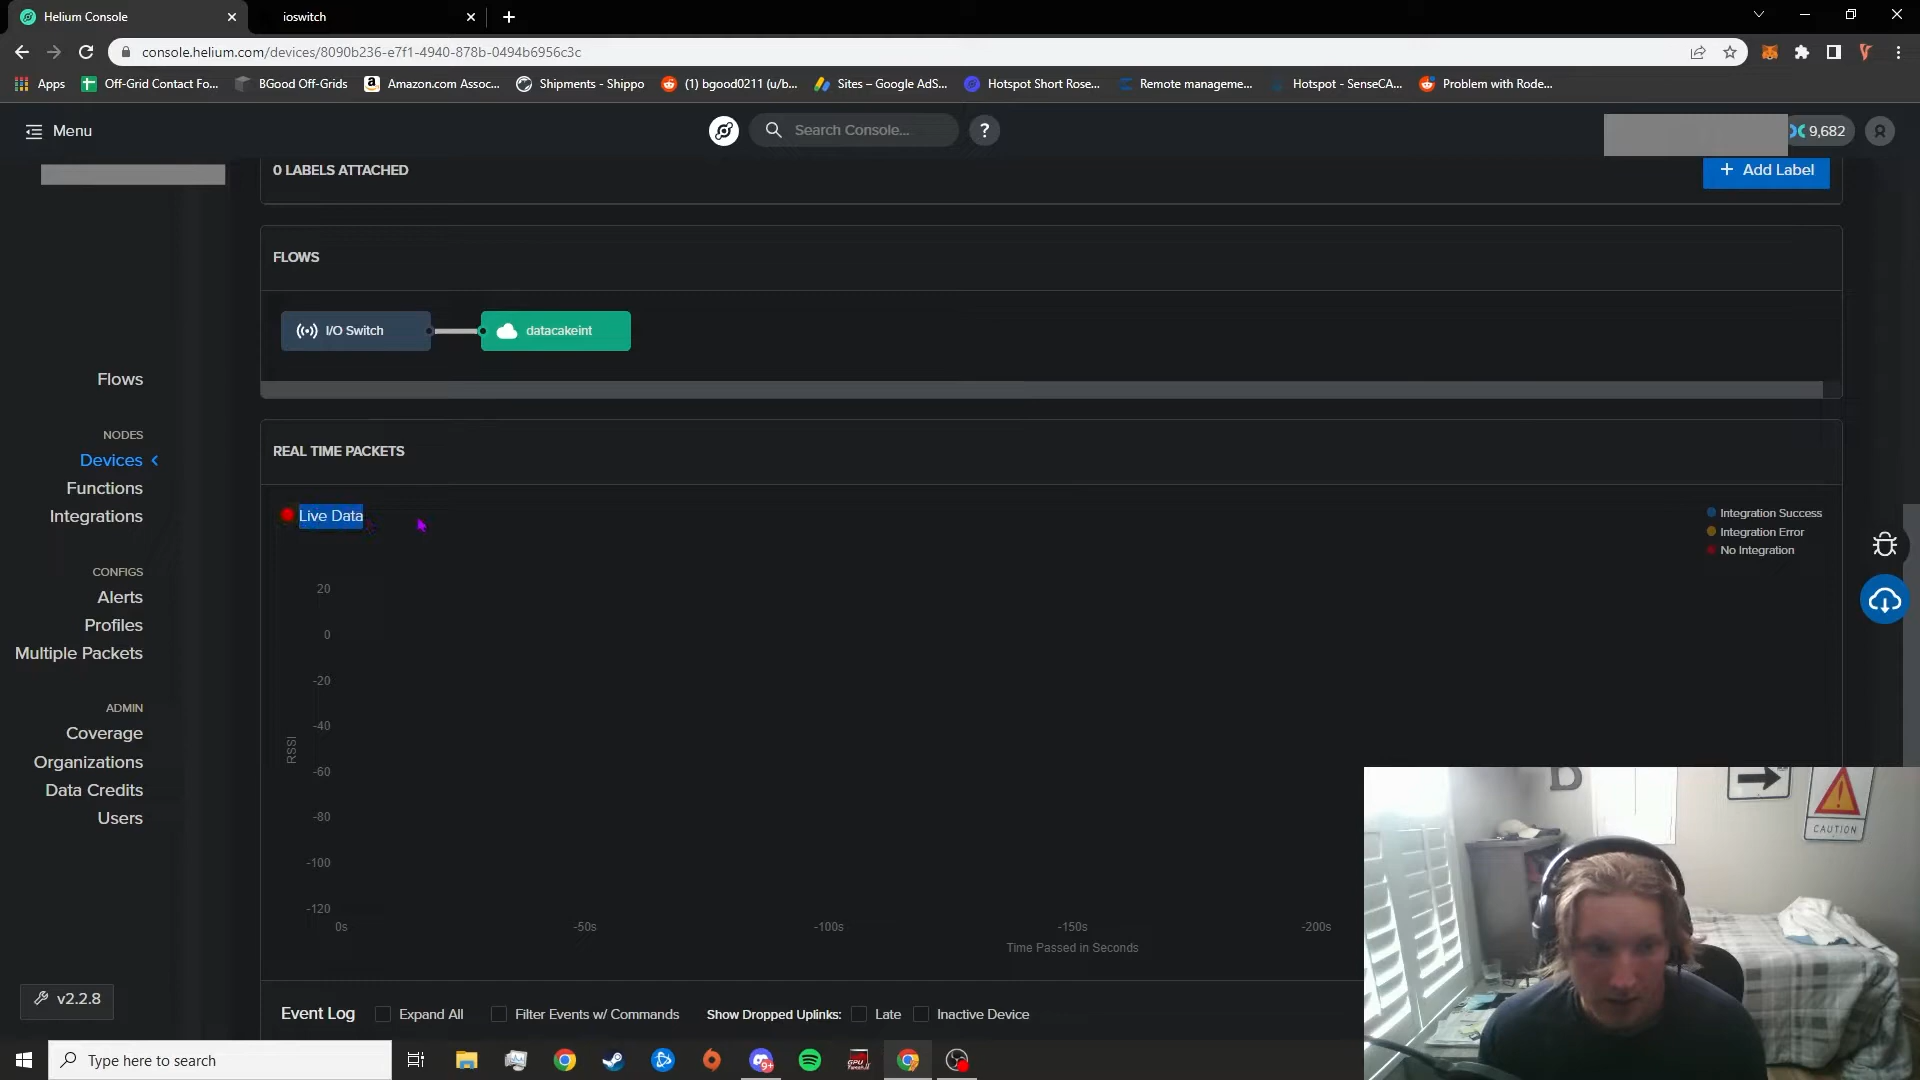 Helium Console
ioswitch
console.helium.com/devices/8090b236-e7f1-4940-878b-0494b6956c3c
Apps
Off-Grid Contact Fo...
BGood Off-Grids
Amazon.com Assoc...
Shipments - Shippo
(1) bgood0211 (u/b...
Sites – Google AdS...
Hotspot Short Rose...
Remote manageme...
Hotspot - SenseCA...
Problem with Rode...
Menu
Search Console...
?
9,682
0 LABELS ATTACHED
+ Add Label
FLOWS
I/O Switch
datacakeint
Flows
NODES
Devices
Functions
Integrations
CONFIGS
Alerts
Profiles
Multiple Packets
ADMIN
Coverage
Organizations
Data Credits
Users
v2.2.8
REAL TIME PACKETS
Live Data
Integration Success
Integration Error
No Integration
20
0
-20
-40
-60
-80
-100
-120
RSSI
0s
-50s
-100s
-150s
-200s
Time Passed in Seconds
Event Log
Expand All
Filter Events w/ Commands
Show Dropped Uplinks:
Late
Inactive Device
CAUTION
Type here to search
9+
GPU